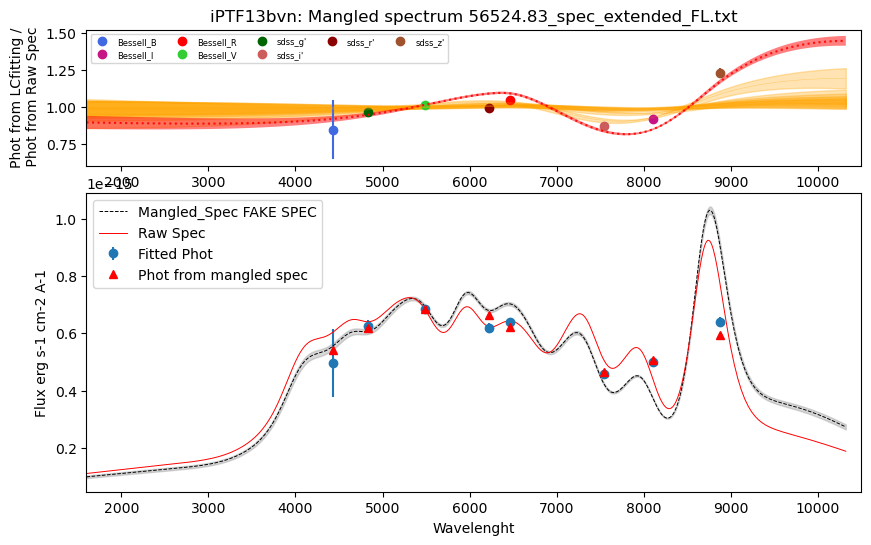 iPTF13bvn: Mangled spectrum 56524.83_spec_extended_FL.txt
Phot from LCfitting /
Phot from Raw Spec
1.50
1.25
1.00
0.75
Bessell_B
Bessell_I
Bessell_R
Bessell_V
sdss_g'
sdss_i'
sdss_r'
sdss_z'
2000 3000 4000 5000 6000 7000 8000 9000 10000
1e−15
Flux erg s-1 cm-2 A-1
1.0
0.8
0.6
0.4
0.2
Mangled_Spec FAKE SPEC
Raw Spec
Fitted Phot
Phot from mangled spec
2000 3000 4000 5000 6000 7000 8000 9000 10000
Wavelenght